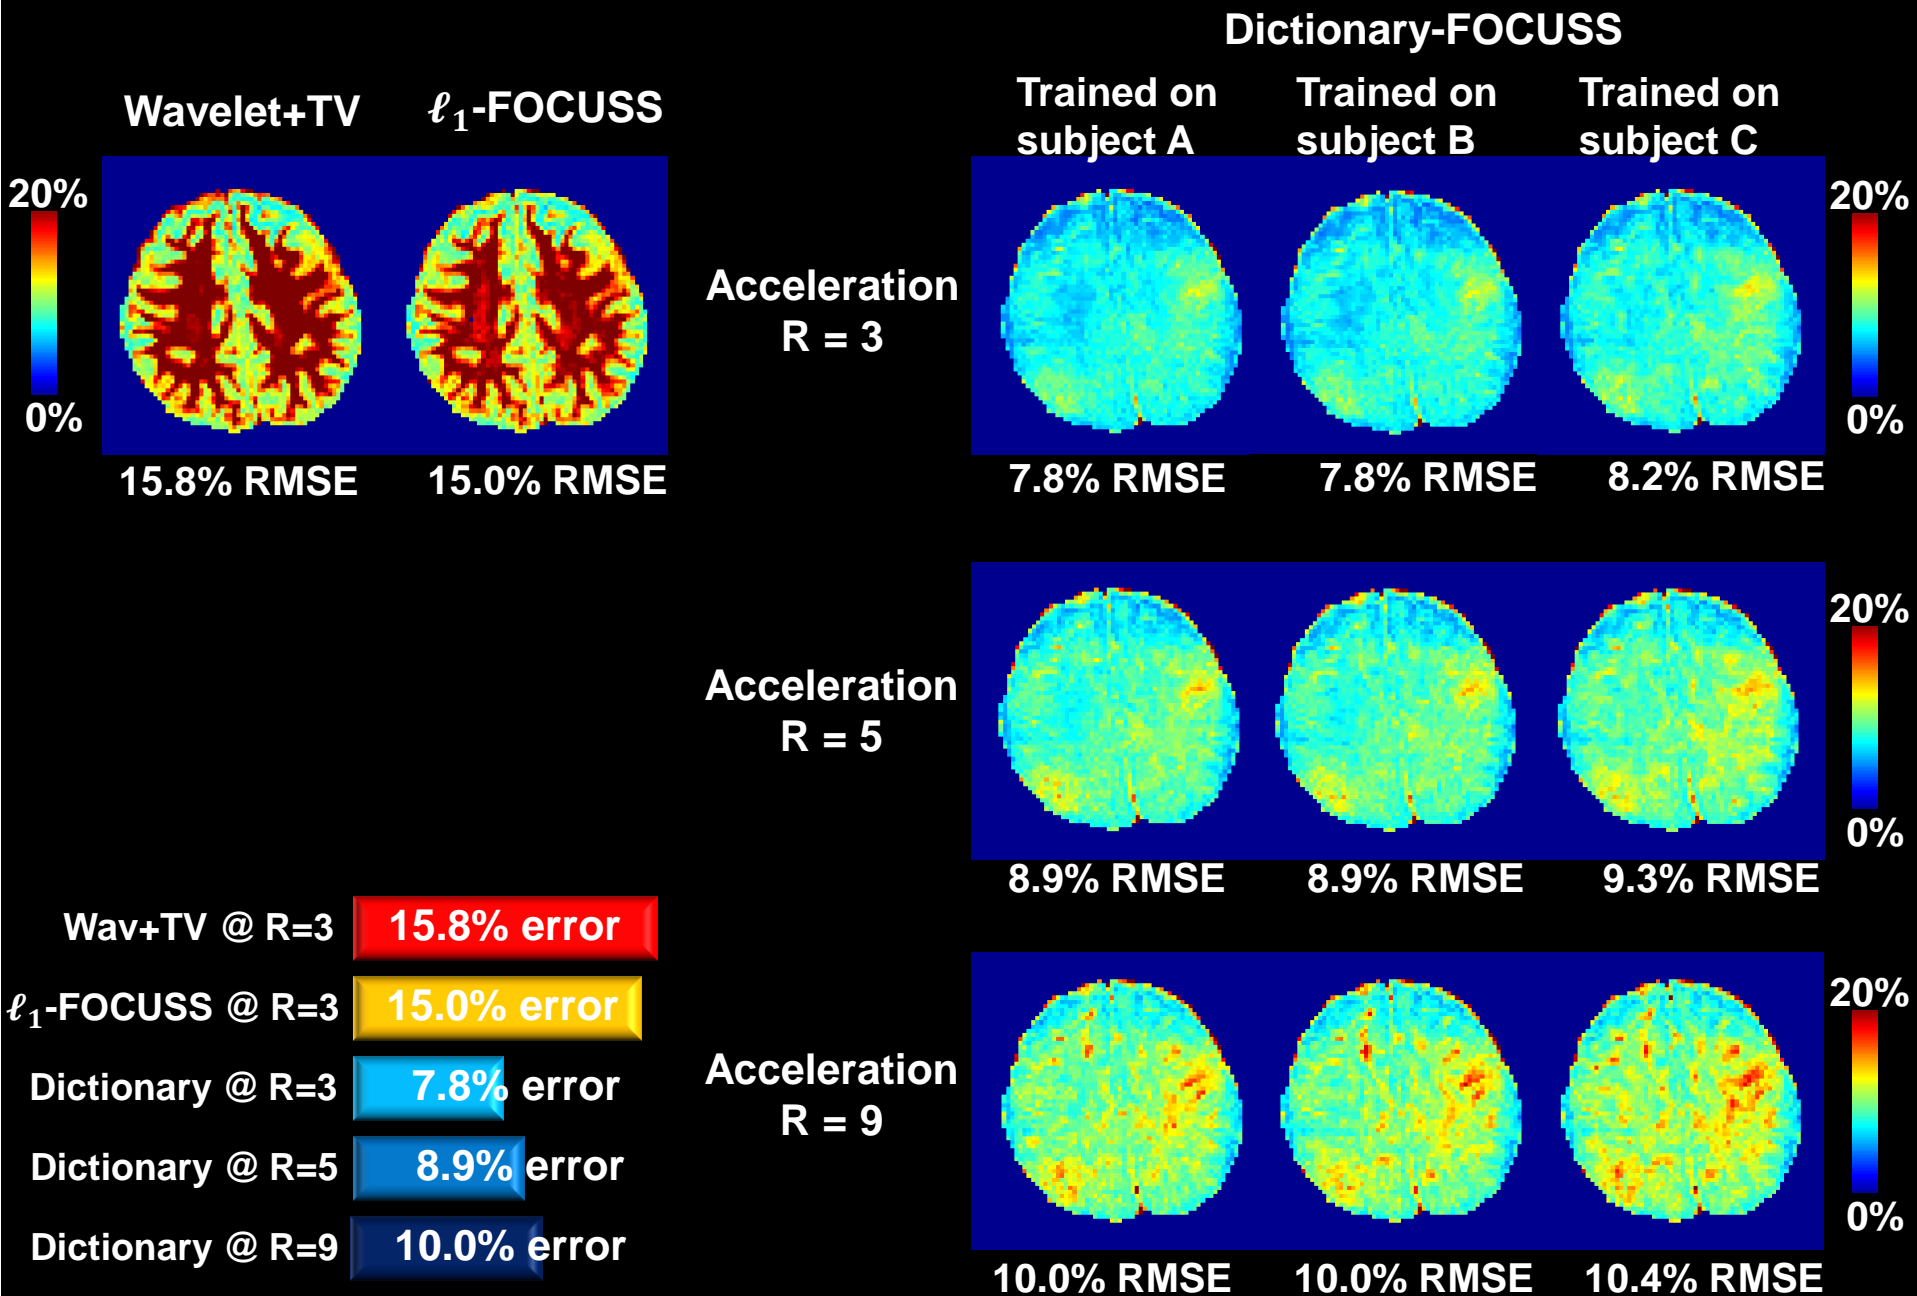 Dictionary-FOCUSS
Wavelet+TV
ℓ₁-FOCUSS
Trained on
subject A
Trained on
subject B
Trained on
subject C
20%
0%
20%
0%
Acceleration
R = 3
15.8% RMSE
15.0% RMSE
7.8% RMSE
7.8% RMSE
8.2% RMSE
Acceleration
R = 5
20%
0%
8.9% RMSE
8.9% RMSE
9.3% RMSE
Wav+TV @ R=3
15.8% error
ℓ₁-FOCUSS @ R=3
15.0% error
Dictionary @ R=3
7.8% error
Dictionary @ R=5
8.9% error
Dictionary @ R=9
10.0% error
Acceleration
R = 9
20%
0%
10.0% RMSE
10.0% RMSE
10.4% RMSE